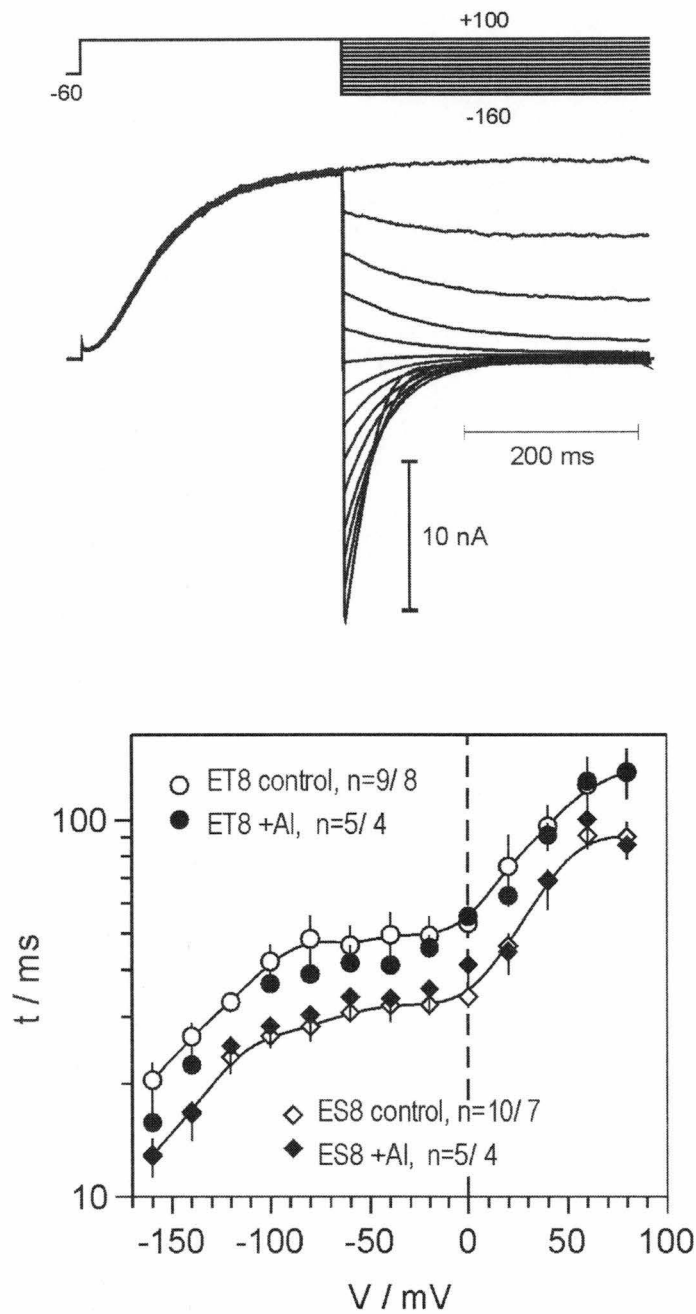 +100
-60
-160
200 ms
10 nA
ET8 control, n=9/ 8
ET8 +Al, n=5/ 4
100
t / ms
ES8 control, n=10/ 7
ES8 +Al, n=5/ 4
10
-150 -100 -50 0 50 100
V / mV